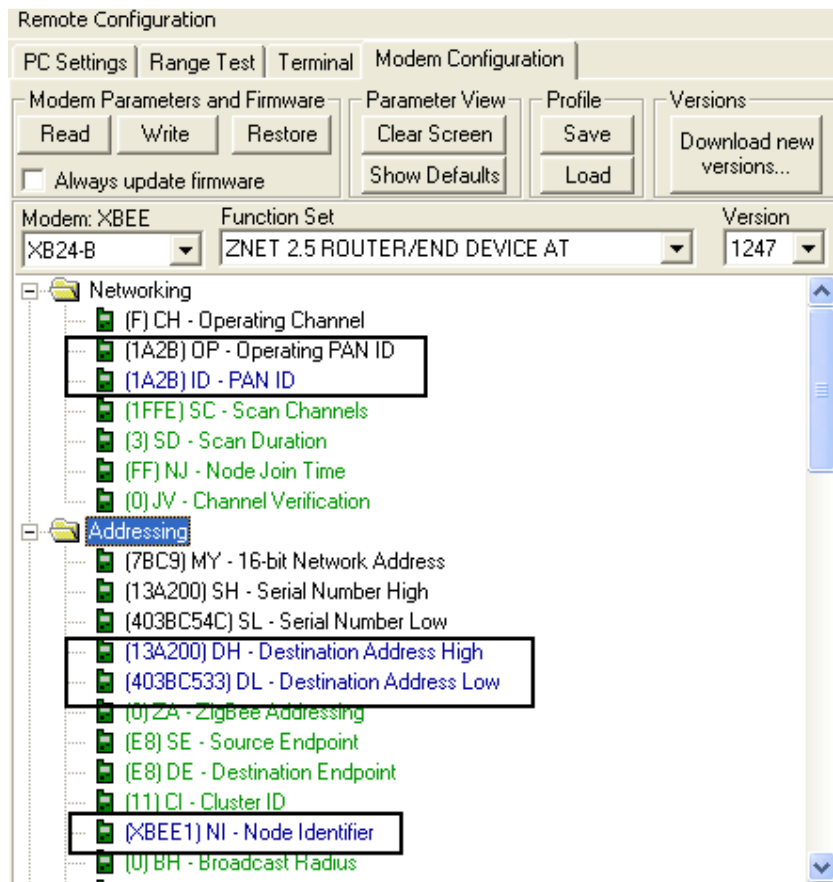 Remote Configuration
PC Settings Range Test Terminal Modem Configuration
Modem Parameters and Firmware Parameter View Profile Versions
Read Write Restore Clear Screen Save Download new versions...
Always update firmware Show Defaults Load
Modem: XBEE Function Set Version
XB24-B ZNET 2.5 ROUTER/END DEVICE AT 1247
Networking
(F) CH - Operating Channel
(1A2B) OP - Operating PAN ID
(1A2B) ID - PAN ID
(1FFE) SC - Scan Channels
(3) SD - Scan Duration
(FF) NJ - Node Join Time
(0) JV - Channel Verification
Addressing
(7BC9) MY - 16-bit Network Address
(13A200) SH - Serial Number High
(403BC54C) SL - Serial Number Low
(13A200) DH - Destination Address High
(403BC533) DL - Destination Address Low
(0) ZA - ZigBee Addressing
(E8) SE - Source Endpoint
(E8) DE - Destination Endpoint
(11) CI - Cluster ID
(XBEE1) NI - Node Identifier
(0) BH - Broadcast Radius